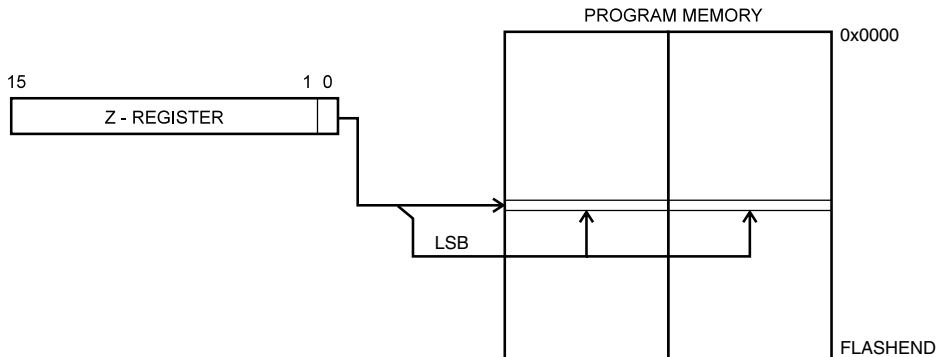 PROGRAM MEMORY
0x0000
15 1 0
Z - REGISTER
LSB
FLASHEND